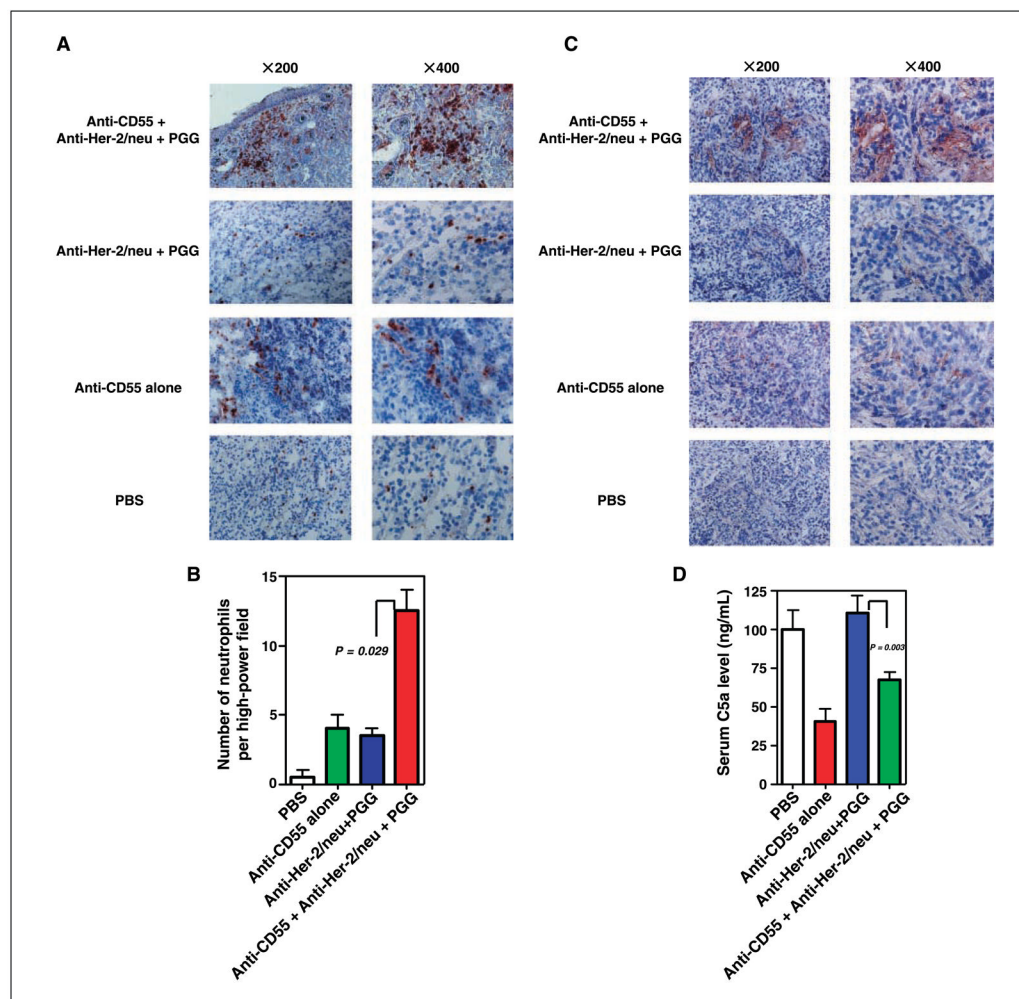 A
×200
×400
Anti-CD55 +
Anti-Her-2/neu + PGG
Anti-Her-2/neu + PGG
Anti-CD55 alone
PBS
B
Number of neutrophils
per high-power field
15
10
5
0
P = 0.029
PBS
Anti-CD55 alone
Anti-Her-2/neu+PGG
Anti-CD55 + Anti-Her-2/neu + PGG
C
×200
×400
Anti-CD55 +
Anti-Her-2/neu + PGG
Anti-Her-2/neu + PGG
Anti-CD55 alone
PBS
D
Serum C5a level (ng/mL)
125
100
75
50
25
0
P = 0.003
PBS
Anti-CD55 alone
Anti-Her-2/neu+PGG
Anti-CD55 + Anti-Her-2/neu + PGG